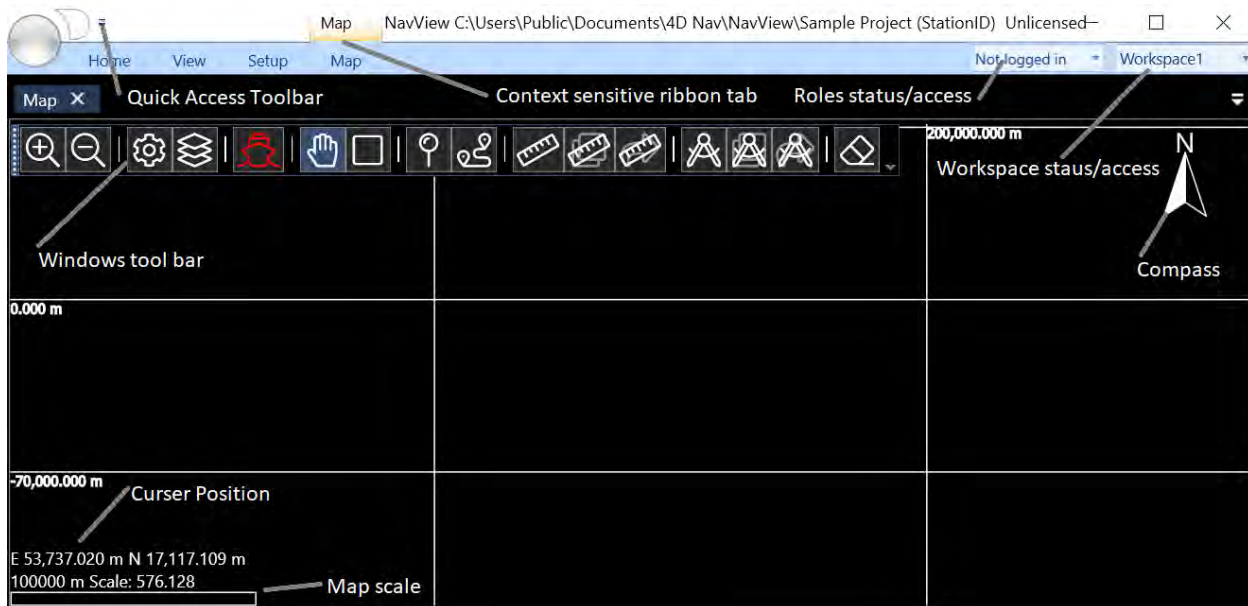 Map NavView C:\Users\Public\Documents\4D Nav\NavView\Sample Project (StationID) Unlicensed
Home View Setup Map Not logged in Workspace1
Map Quick Access Toolbar Context sensitive ribbon tab Roles status/access
200,000.000 m N
Workspace staus/access
Windows tool bar
Compass
0.000 m
-70,000.000 m
Curser Position
E 53,737.020 m N 17,117.109 m
100000 m Scale: 576.128
Map scale